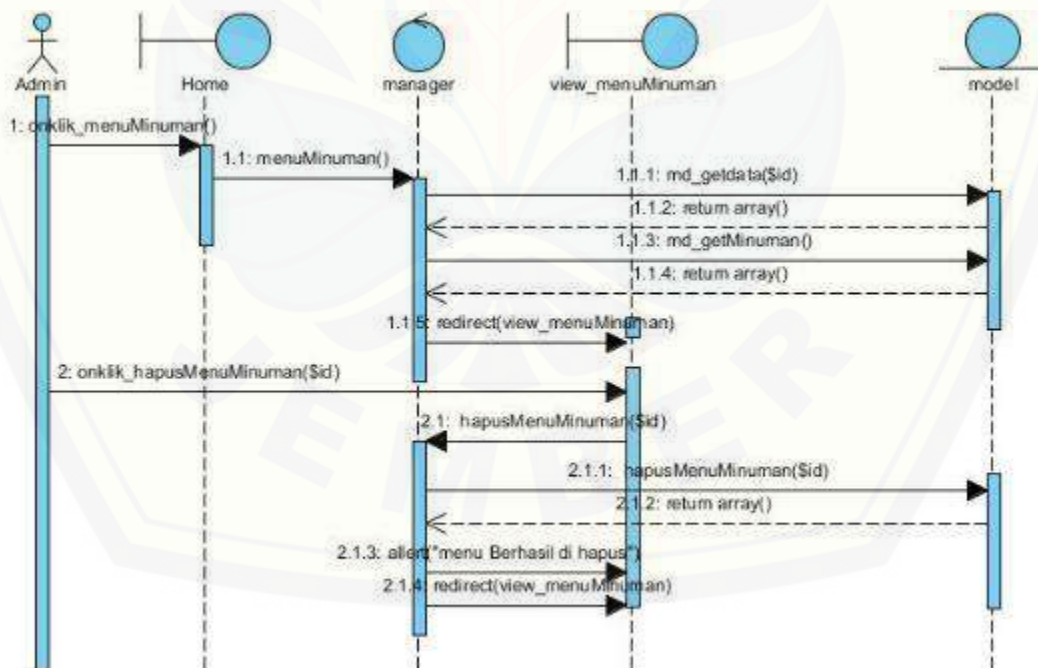 Admin
Home
manager
view_menuMinuman
model
1: onklik_menuMinuman()
1.1: menuMinuman()
1.1.1: md_getdata($id)
1.1.2: return array()
1.1.3: md_getMinuman()
1.1.4: return array()
1.1.5: redirect(view_menuMinuman)
2: onklik_hapusMenuMinuman($id)
2.1: hapusMenuMinuman($id)
2.1.1: hapusMenuMinuman($id)
2.1.2: return array()
2.1.3: allert("menu Berhasil di hapus")
2.1.4: redirect(view_menuMinuman)
JEMBER